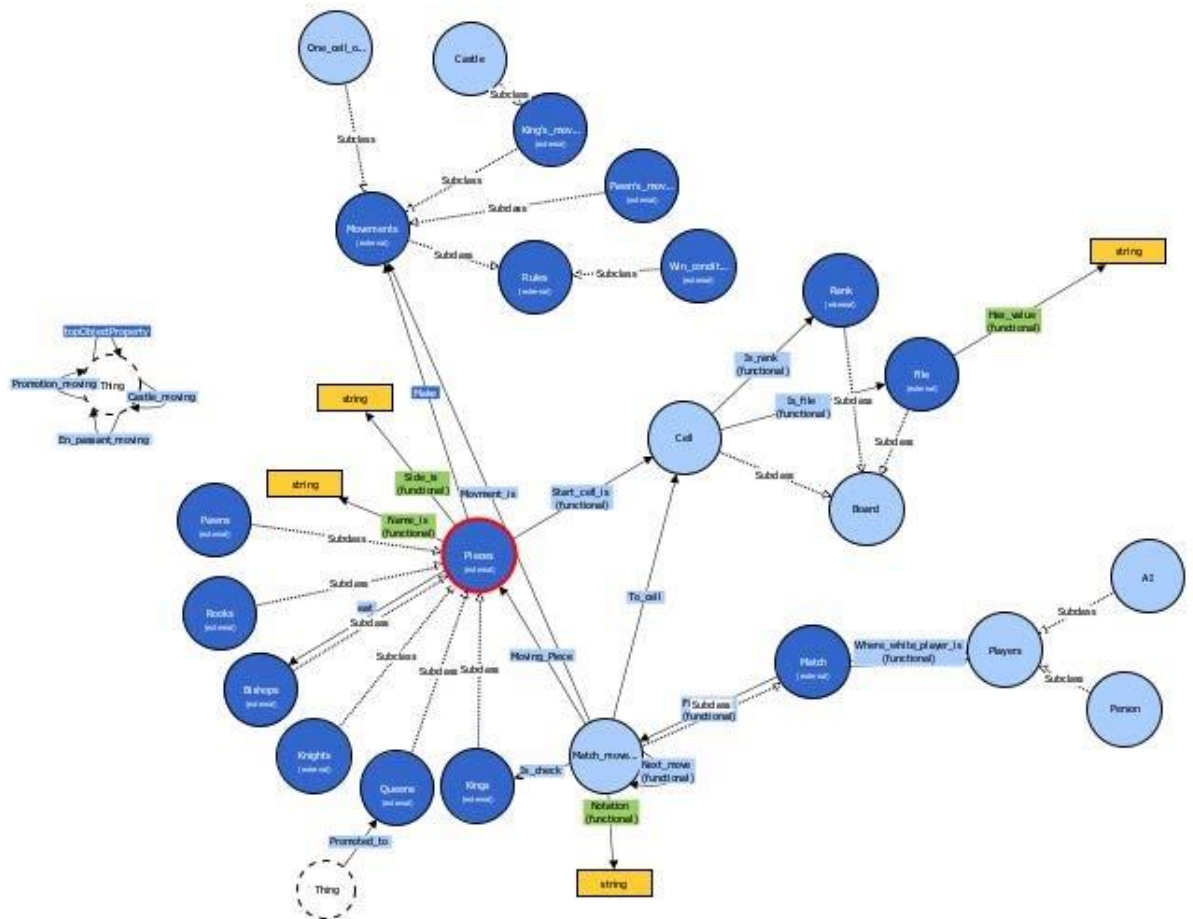 One_cell_o...
Castle
Subclass
King's_mov...
(external)
Subclass
Subclass
Pawn's_mov...
(external)
Subclass
Movements
(external)
Subclass
Rules
(external)
Subclass
Win_condit...
(external)
string
Rank
(external)
Has_value
(functional)
topObjectProperty
Promotion_moving
Thing
Castle_moving
En_passant_moving
Is_rank
(functional)
File
(external)
Make
string
Is_file
(functional)
Subclass
Cell
Subclass
Side_is
(functional)
Movment_is
Start_cell_is
(functional)
Subclass
Board
string
Name_is
(functional)
Pawns
(external)
Subclass
Pieces
(external)
AI
Subclass
Rooks
(external)
Subclass
eat
Subclass
To_cell
Where_white_player_is
(functional)
Match
(external)
Players
Subclass
Moving_Piece
Subclass
Subclass
Subclass
Bishops
(external)
Subclass
(functional)
Person
Knights
(external)
Queens
(external)
Kings
(external)
Is_check
Match_move...
Next_move
(functional)
Notation
(functional)
Promoted_to
Thing
string